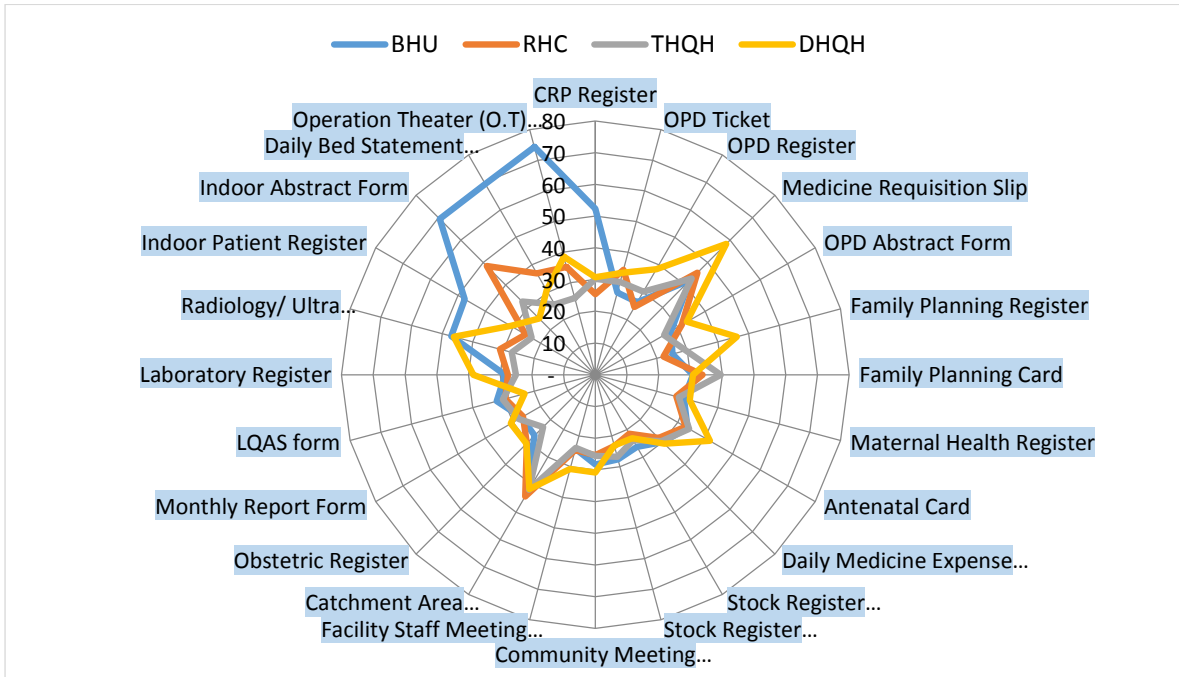 BHU RHC THQH DHQH
CRP Register
OPD Ticket
OPD Register
Medicine Requisition Slip
OPD Abstract Form
Family Planning Register
Family Planning Card
Maternal Health Register
Antenatal Card
Daily Medicine Expense...
Stock Register...
Stock Register...
Community Meeting...
Facility Staff Meeting...
Catchment Area...
Obstetric Register
Monthly Report Form
LQAS form
Laboratory Register
Radiology/ Ultra...
Indoor Patient Register
Indoor Abstract Form
Daily Bed Statement...
Operation Theater (O.T)...
80
70
60
50
40
30
20
10
-